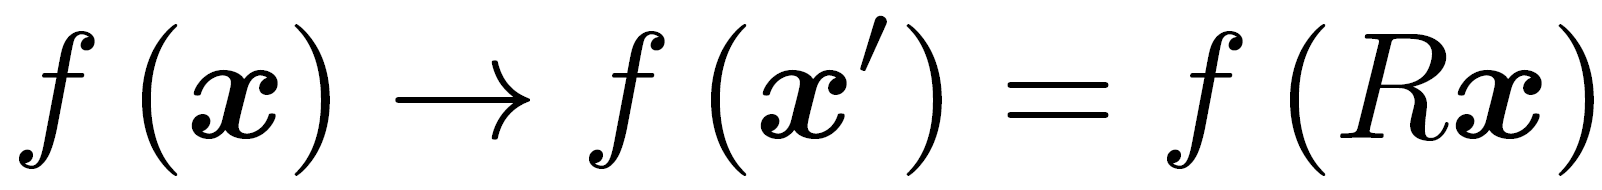 f (𝒙) → f (𝒙′) = f (R𝒙)